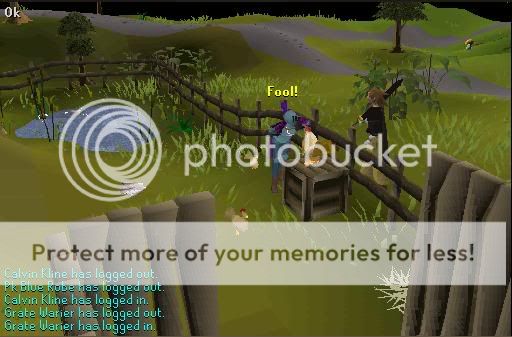 Ok
Fool!
photobucket
Protect more of your memories for less!
Calvin Kline has logged out.
Pk Blue Robe has logged out.
Calvin Kline has logged in.
Grate Warier has logged out.
Grate Warier has logged in.